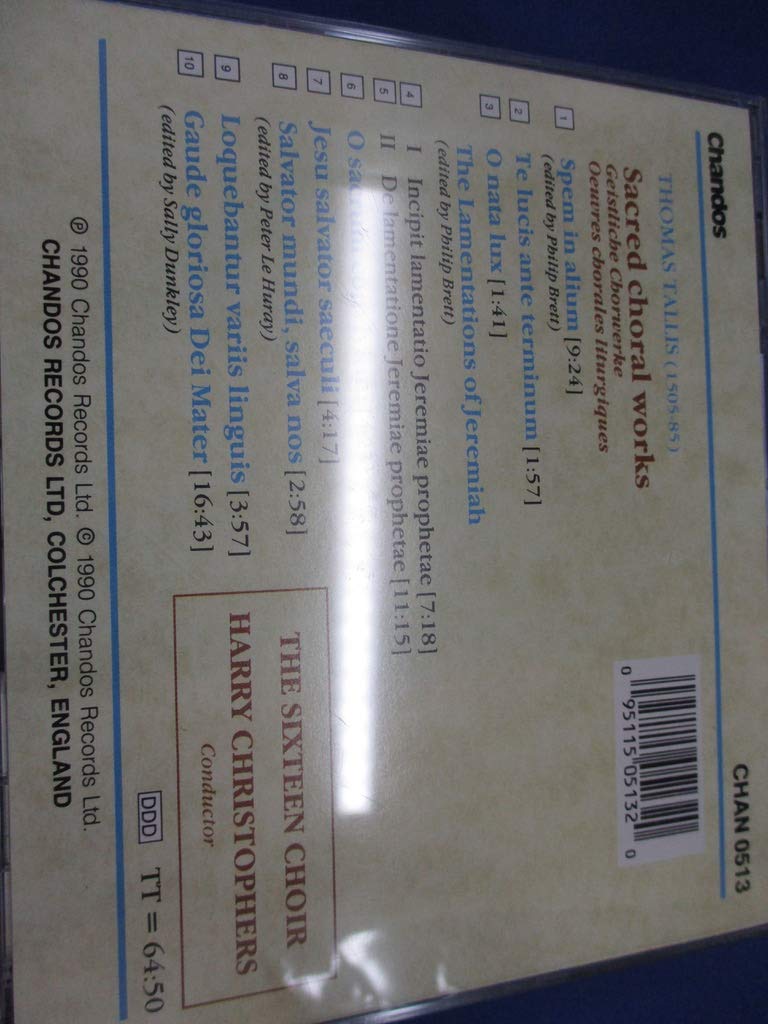 Chandos
CHAN 0513
THOMAS TALLIS (1505-85)
Sacred choral works
Geistliche Chorwerke
Oeuvres chorales liturgiques
0 95115 05132 0
1 Spem in alium [9:24]
(edited by Philip Brett)
2 Te lucis ante terminum [1:57]
3 O nata lux [1:41]
The Lamentations of Jeremiah
(edited by Philip Brett)
4 I Incipit lamentatio Jeremiae prophetae [7:18]
5 II De lamentatione Jeremiae prophetae [11:15]
6 O
7 Jesu salvator saeculi [4:17]
8 Salvator mundi, salva nos [2:58]
(edited by Peter Le Huray)
9 Loquebantur variis linguis [3:57]
10 Gaude gloriosa Dei Mater [16:43]
(edited by Sally Dunkley)
THE SIXTEEN CHOIR
HARRY CHRISTOPHERS
Conductor
DDD TT = 64:50
℗ 1990 Chandos Records Ltd. © 1990 Chandos Records Ltd.
CHANDOS RECORDS LTD, COLCHESTER, ENGLAND